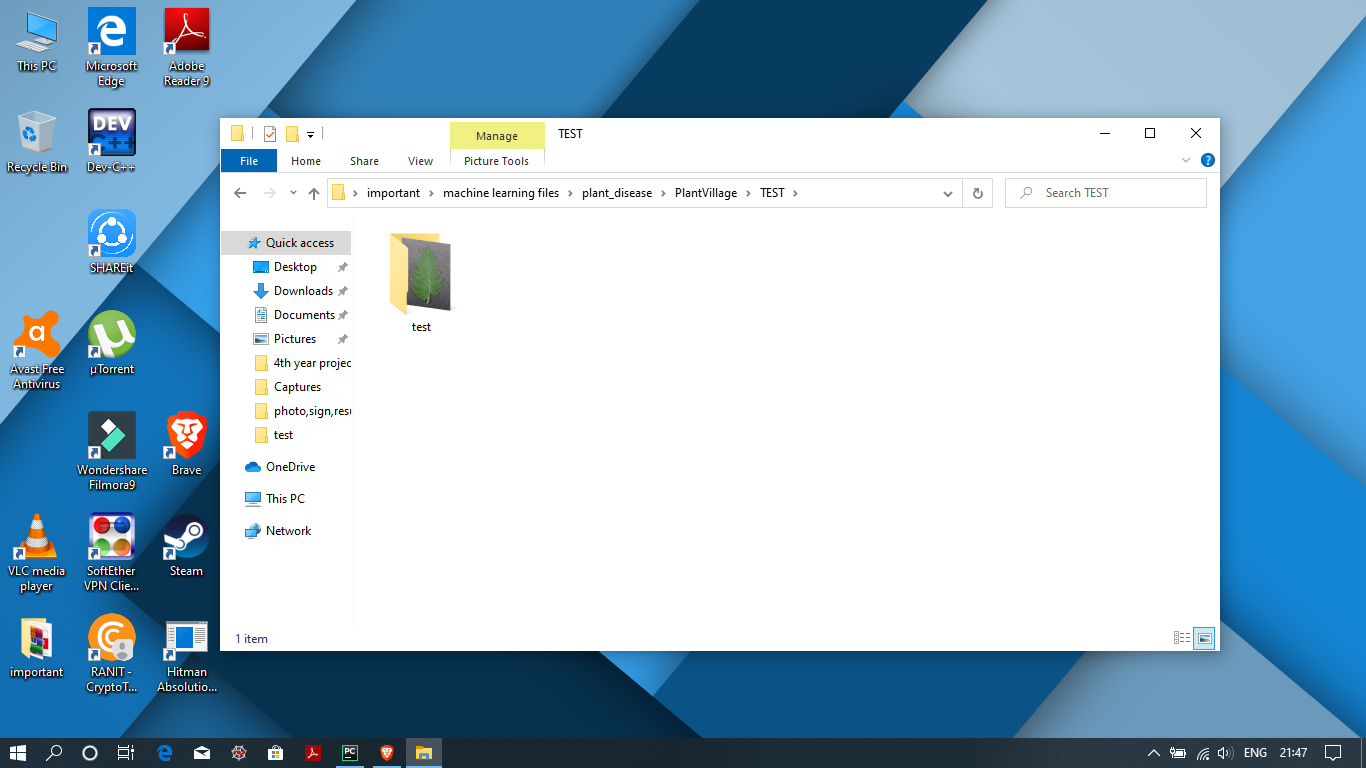 This PC
Microsoft
Edge
Adobe
Reader 9
Recycle Bin
DEV
C++
Dev-C++
SHAREit
Avast Free
Antivirus
µTorrent
Wondershare
Filmora9
Brave
VLC media
player
SoftEther
VPN Clie...
Steam
important
RANIT -
CryptoT...
Hitman
Absolutio...
Manage
TEST
File
Home
Share
View
Picture Tools
important
machine learning files
plant_disease
PlantVillage
TEST
Search TEST
Quick access
Desktop
Downloads
Documents
Pictures
4th year projec
Captures
photo,sign,resu
test
OneDrive
This PC
Network
test
1 item
PC
ENG
21:47